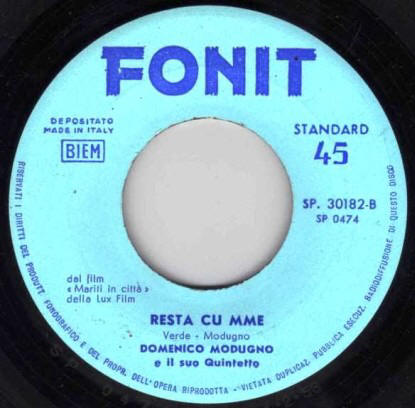 FONIT
DEPOSITATO
MADE IN ITALY
BIEM
STANDARD
45
SP. 30182-B
SP 0474
dal film
« Mariti in città »
della Lux Film
RESTA CU MME
Verde - Modugno
DOMENICO MODUGNO
e il suo Quintetto
RISERVATI I DIRITTI DEL PRODUTT FONOGRAFICO E DEL PROPR. DELL'OPERA RIPRODOTTA - VIETATA DUPLICAZ. PUBBLICA ESECUZ. RADIODIFFUSIONE DI QUESTO DISCO